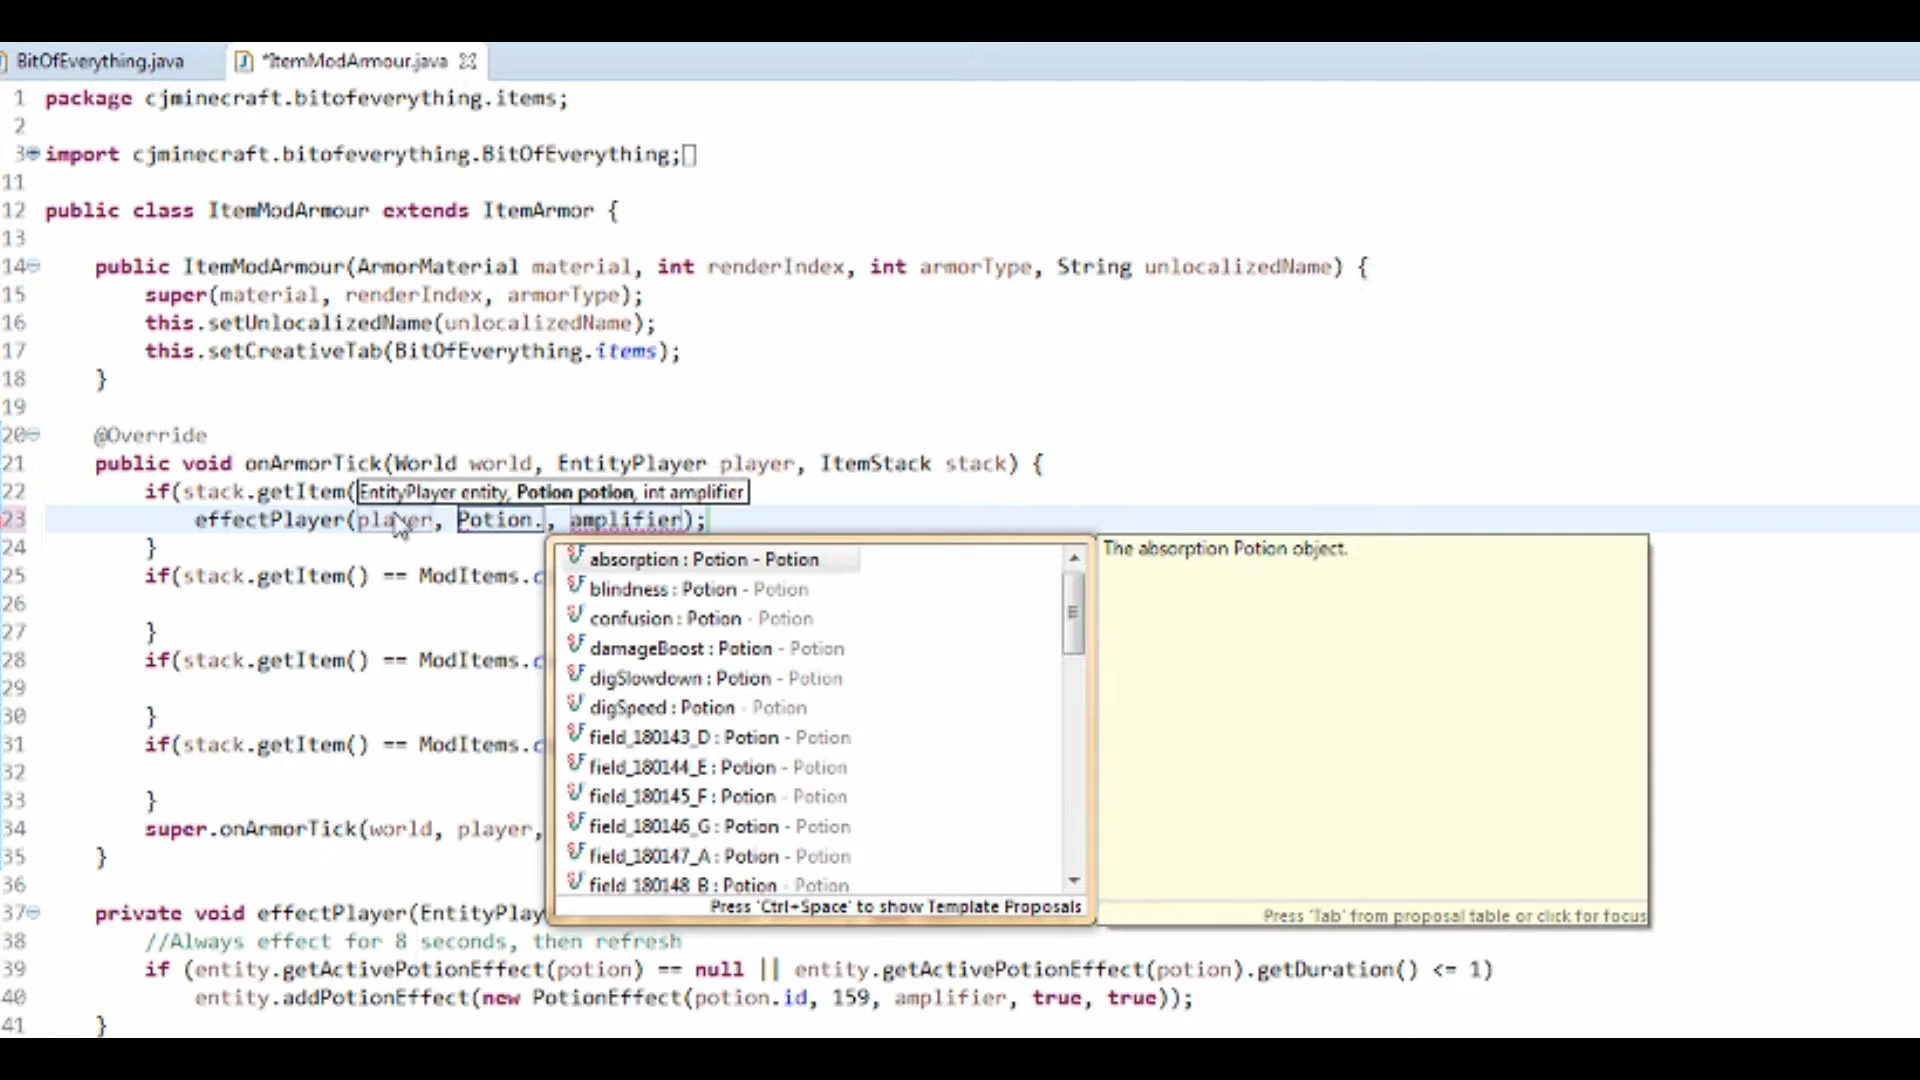 BitOfEverything.java
*ItemModArmour.java
1 package cjminecraft.bitofeverything.items;
2
3 import cjminecraft.bitofeverything.BitOfEverything;
11
12 public class ItemModArmour extends ItemArmor {
13
14 public ItemModArmour(ArmorMaterial material, int renderIndex, int armorType, String unlocalizedName) {
15 super(material, renderIndex, armorType);
16 this.setUnlocalizedName(unlocalizedName);
17 this.setCreativeTab(BitOfEverything.items);
18 }
19
20 @Override
21 public void onArmorTick(World world, EntityPlayer player, ItemStack stack) {
22 if(stack.getItem(
EntityPlayer entity, Potion potion, int amplifier
23 effectPlayer(player, Potion., amplifier);
24 }
25 if(stack.getItem() == ModItems.c
26
27 }
28 if(stack.getItem() == ModItems.c
29
30 }
31 if(stack.getItem() == ModItems.c
32
33 }
34 super.onArmorTick(world, player,
35 }
36
37 private void effectPlayer(EntityPlay
38 //Always effect for 8 seconds, then refresh
39 if (entity.getActivePotionEffect(potion) == null || entity.getActivePotionEffect(potion).getDuration() <= 1)
40 entity.addPotionEffect(new PotionEffect(potion.id, 159, amplifier, true, true));
41 }
absorption : Potion - Potion
blindness : Potion - Potion
confusion : Potion - Potion
damageBoost : Potion - Potion
digSlowdown : Potion - Potion
digSpeed : Potion - Potion
field_180143_D : Potion - Potion
field_180144_E : Potion - Potion
field_180145_F : Potion - Potion
field_180146_G : Potion - Potion
field_180147_A : Potion - Potion
field_180148_B : Potion - Potion
Press 'Ctrl+Space' to show Template Proposals
The absorption Potion object.
Press 'Tab' from proposal table or click for focus